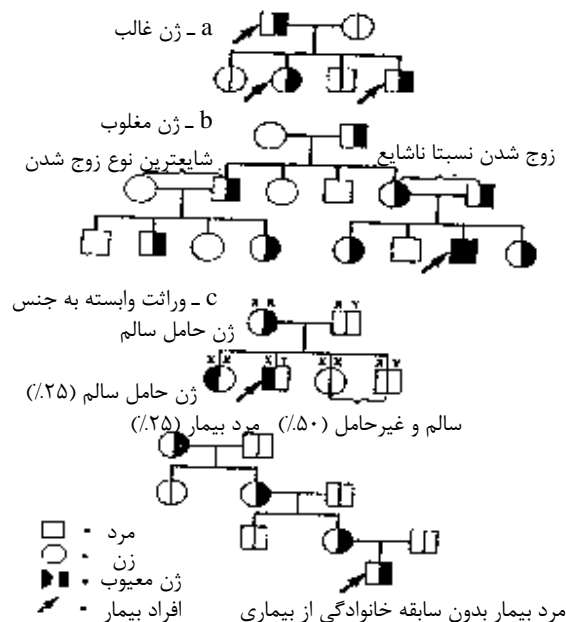 a ـ ژن غالب
b ـ ژن مغلوب
زوج شدن نسبتا ناشایع
شایعترین نوع زوج شدن
c ـ وراثت وابسته به جنس
ژن حامل سالم
X X
X Y
X X
X Y
X X
X Y
ژن حامل سالم (۲۵٪)
سالم و غیرحامل (۵۰٪)
مرد بیمار (۲۵٪)
مرد
زن
ژن معیوب
افراد بیمار
مرد بیمار بدون سابقه خانوادگی از بیماری